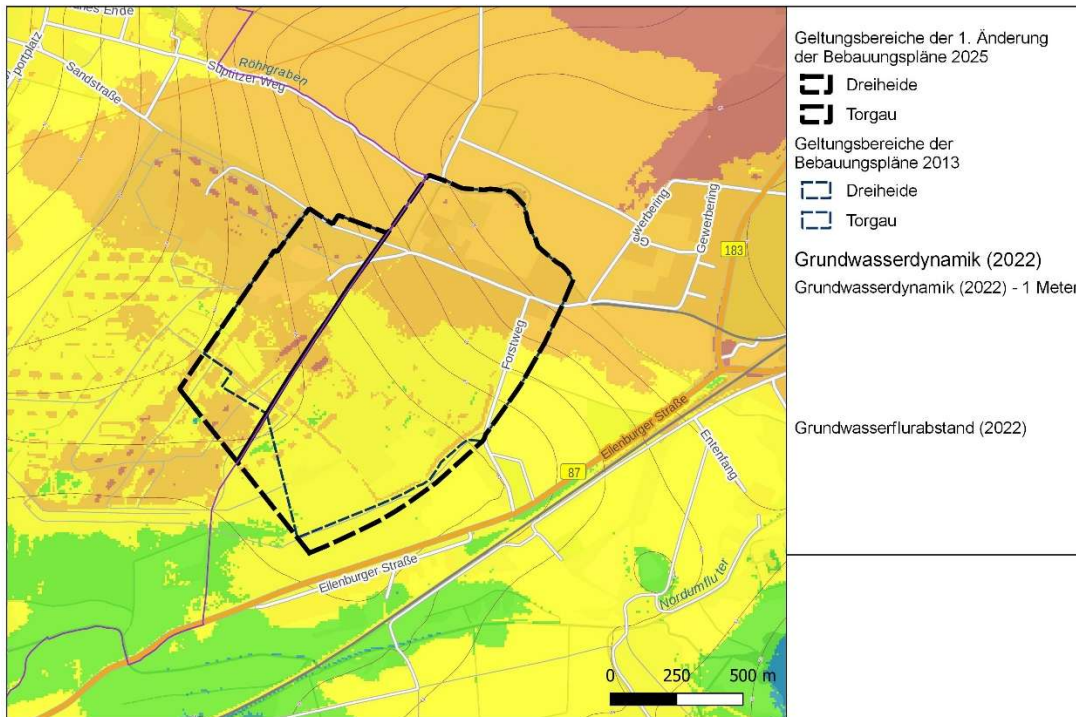 Sandstraße
Röhrgraben
Süptitzer Weg
Gewerbering
Gewerbering
183
Forstweg
Eilenburger Straße
87
Entenfang
Eilenburger Straße
Nordumfluter
0 250 500 m
Geltungsbereiche der 1. Änderung
der Bebauungspläne 2025
Dreiheide
Torgau
Geltungsbereiche der
Bebauungspläne 2013
Dreiheide
Torgau
Grundwasserdynamik (2022)
Grundwasserdynamik (2022) - 1 Meter
Grundwasserflurabstand (2022)